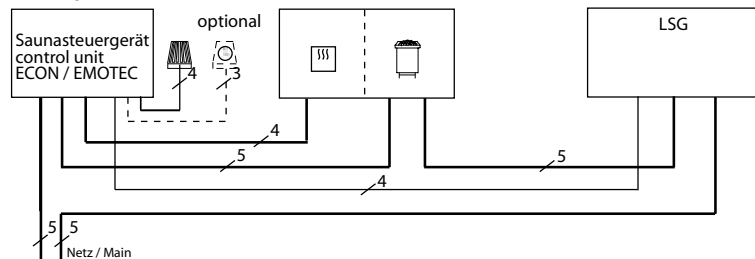 optional
Saunasteuergerät
control unit
ECON / EMOTEC
LSG
4
3
4
5
5
4
5
5
Netz / Main